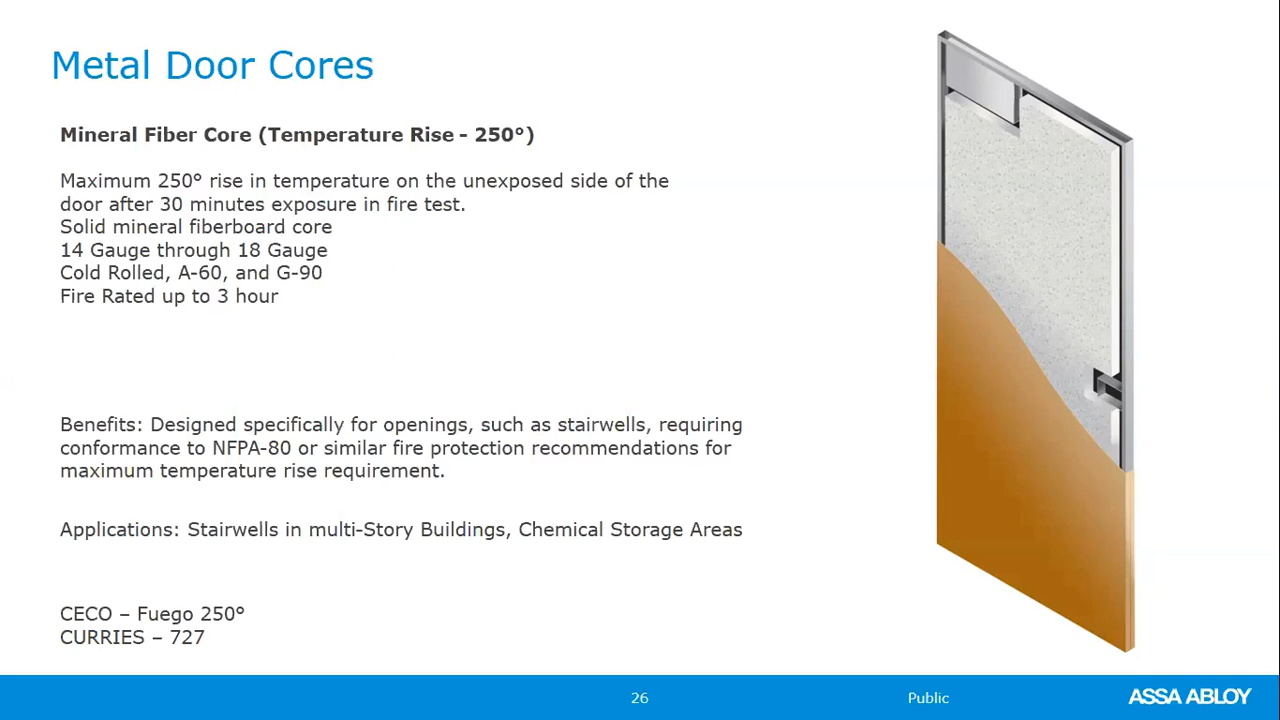 Metal Door Cores
Mineral Fiber Core (Temperature Rise - 250°)
Maximum 250° rise in temperature on the unexposed side of the
door after 30 minutes exposure in fire test.
Solid mineral fiberboard core
14 Gauge through 18 Gauge
Cold Rolled, A-60, and G-90
Fire Rated up to 3 hour
Benefits: Designed specifically for openings, such as stairwells, requiring
conformance to NFPA-80 or similar fire protection recommendations for
maximum temperature rise requirement.
Applications: Stairwells in multi-Story Buildings, Chemical Storage Areas
CECO – Fuego 250°
CURRIES – 727
26
Public
ASSA ABLOY